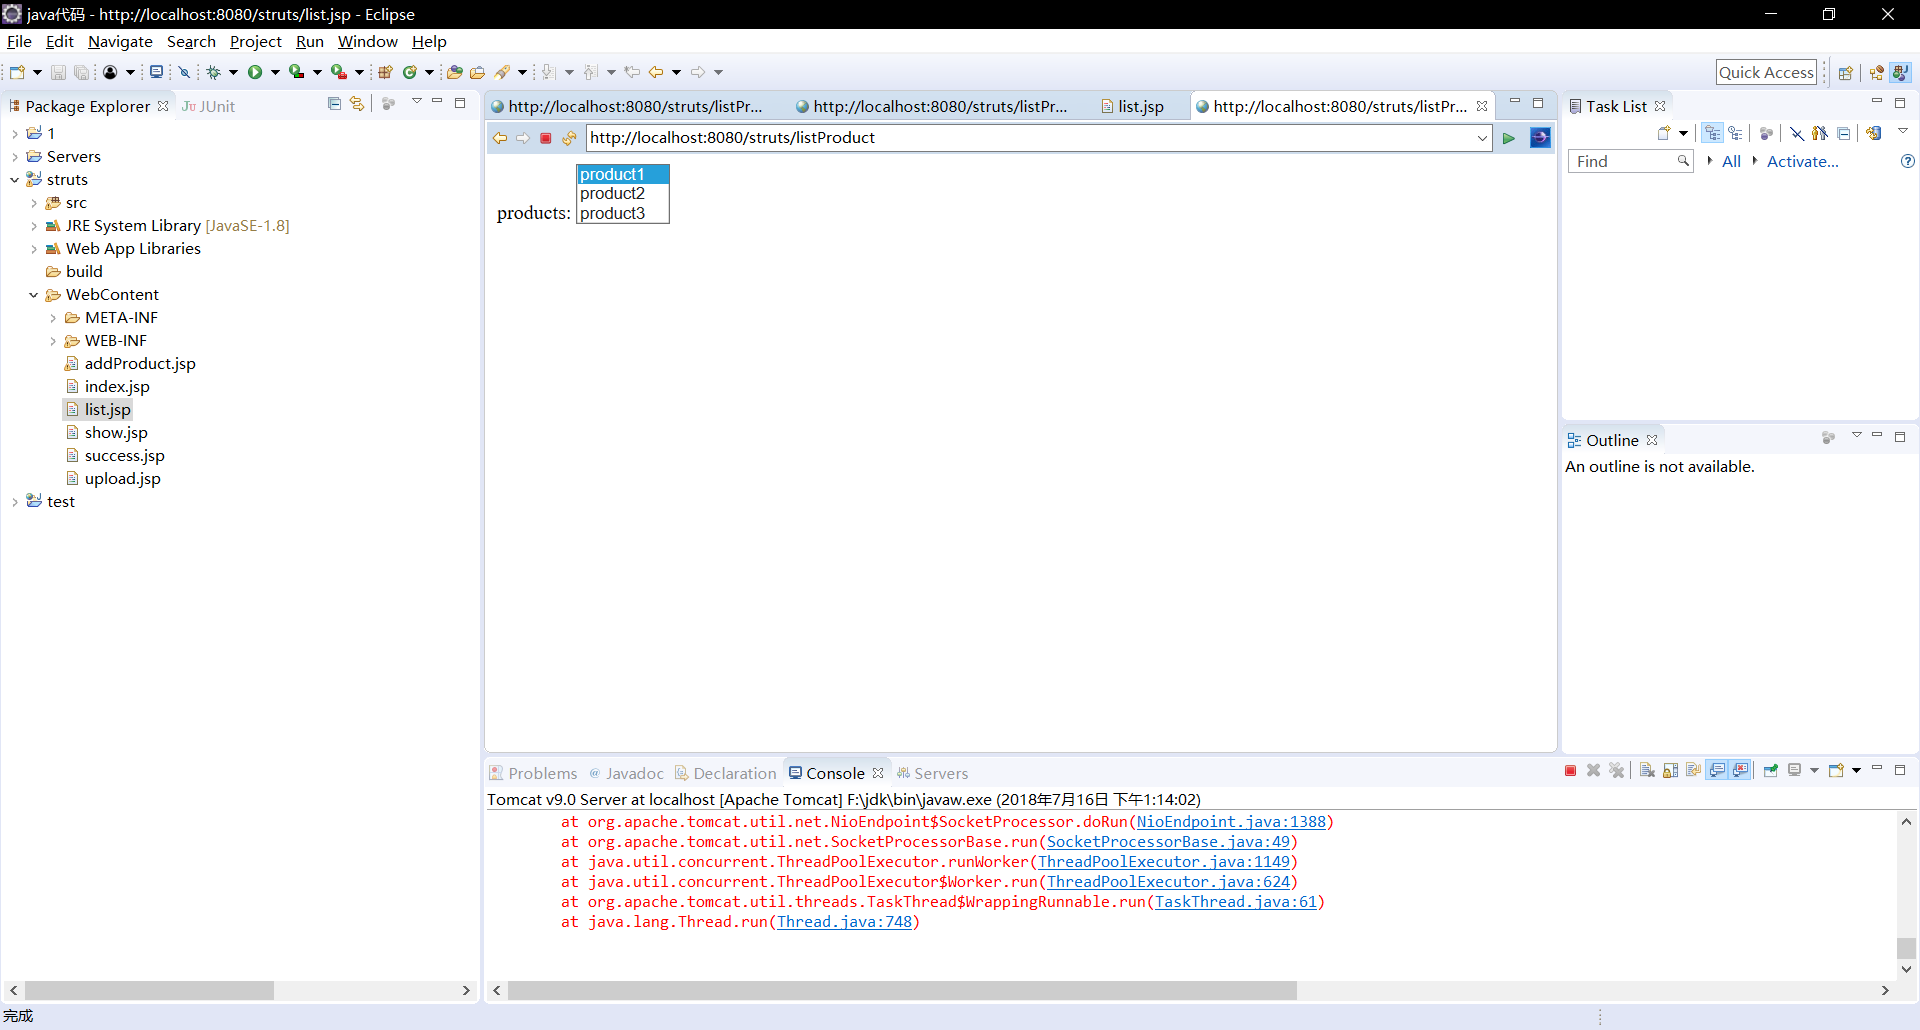 java代码 - http://localhost:8080/struts/list.jsp - Eclipse
File Edit Navigate Search Project Run Window Help
Quick Access
Package Explorer JUnit
1
Servers
struts
src
JRE System Library [JavaSE-1.8]
Web App Libraries
build
WebContent
META-INF
WEB-INF
addProduct.jsp
index.jsp
list.jsp
show.jsp
success.jsp
upload.jsp
test
http://localhost:8080/struts/listPr... http://localhost:8080/struts/listPr... list.jsp http://localhost:8080/struts/listPr...
http://localhost:8080/struts/listProduct
product1
product2
products: product3
Task List
Find All Activate...
Outline
An outline is not available.
Problems @ Javadoc Declaration Console Servers
Tomcat v9.0 Server at localhost [Apache Tomcat] F:\jdk\bin\javaw.exe (2018年7月16日 下午1:14:02)
at org.apache.tomcat.util.net.NioEndpoint$SocketProcessor.doRun(NioEndpoint.java:1388)
at org.apache.tomcat.util.net.SocketProcessorBase.run(SocketProcessorBase.java:49)
at java.util.concurrent.ThreadPoolExecutor.runWorker(ThreadPoolExecutor.java:1149)
at java.util.concurrent.ThreadPoolExecutor$Worker.run(ThreadPoolExecutor.java:624)
at org.apache.tomcat.util.threads.TaskThread$WrappingRunnable.run(TaskThread.java:61)
at java.lang.Thread.run(Thread.java:748)
完成